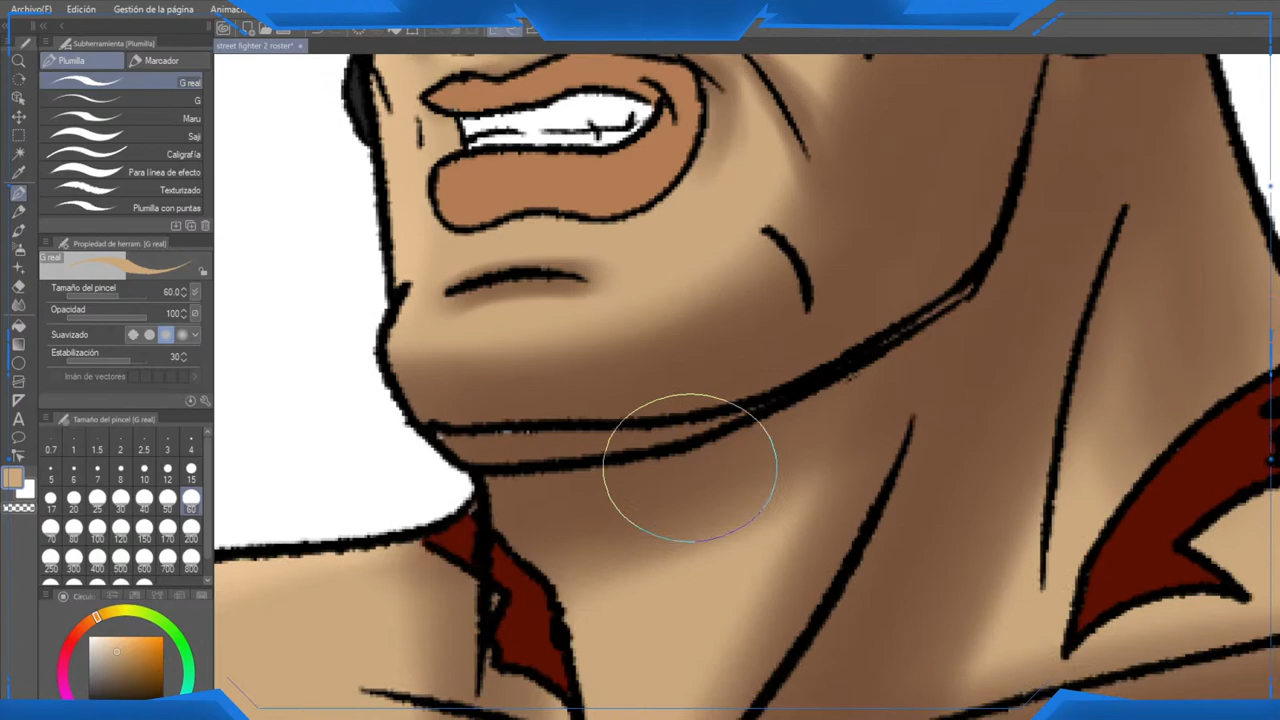 Archivo(F) Edición Gestión de la página Animació
street fighter 2 roster* ×
Subherramienta (Plumilla)
Plumilla Marcador
G real
G
Maru
Saji
Caligrafía
Para línea de efecto
Texturizado
Plumilla con puntas
Propiedad de herram. (G real)
G real
Tamaño del pincel 60.0
Opacidad 100
Suavizado
Estabilización 30
Imán de vectores
Tamaño del pincel (G real)
0.7 1 1.5 2 2.5 3 4
5 6 7 8 10 12 15
17 20 25 30 40 50 60
70 80 100 120 150 170 200
250 300 400 500 600 700 800
Círcu